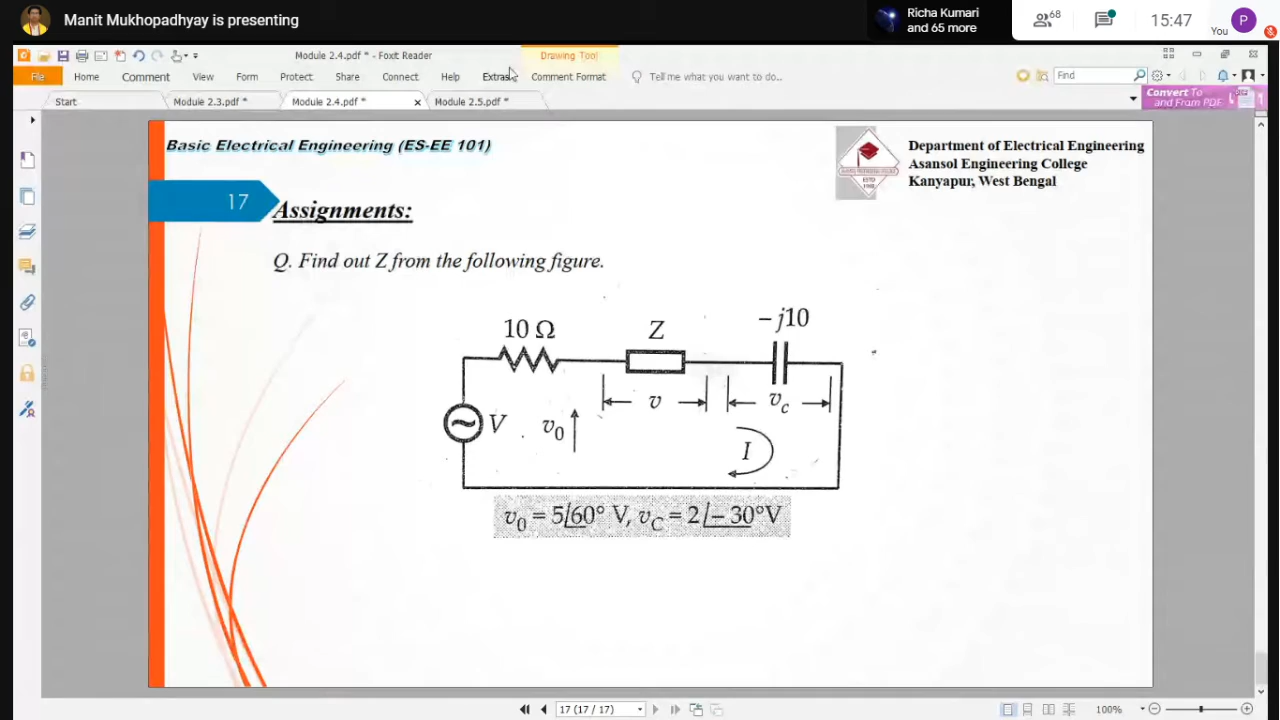 Manit Mukhopadhyay is presenting
Richa Kumari
and 65 more
68
15:47
You
P
Module 2.4.pdf * - Foxit Reader
Drawing Tool
File
Home
Comment
View
Form
Protect
Share
Connect
Help
Extras
Comment Format
Tell me what you want to do...
Find
Start
Module 2.3.pdf *
Module 2.4.pdf *
Module 2.5.pdf *
Convert To
and From PDF
Basic Electrical Engineering (ES-EE 101)
Department of Electrical Engineering
Asansol Engineering College
Kanyapur, West Bengal
17
Assignments:
Q. Find out Z from the following figure.
10 Ω
Z
– j10
v
v_c
V
v_0
I
v_0 = 5/60° V, v_C = 2/– 30°V
17 (17 / 17)
100%